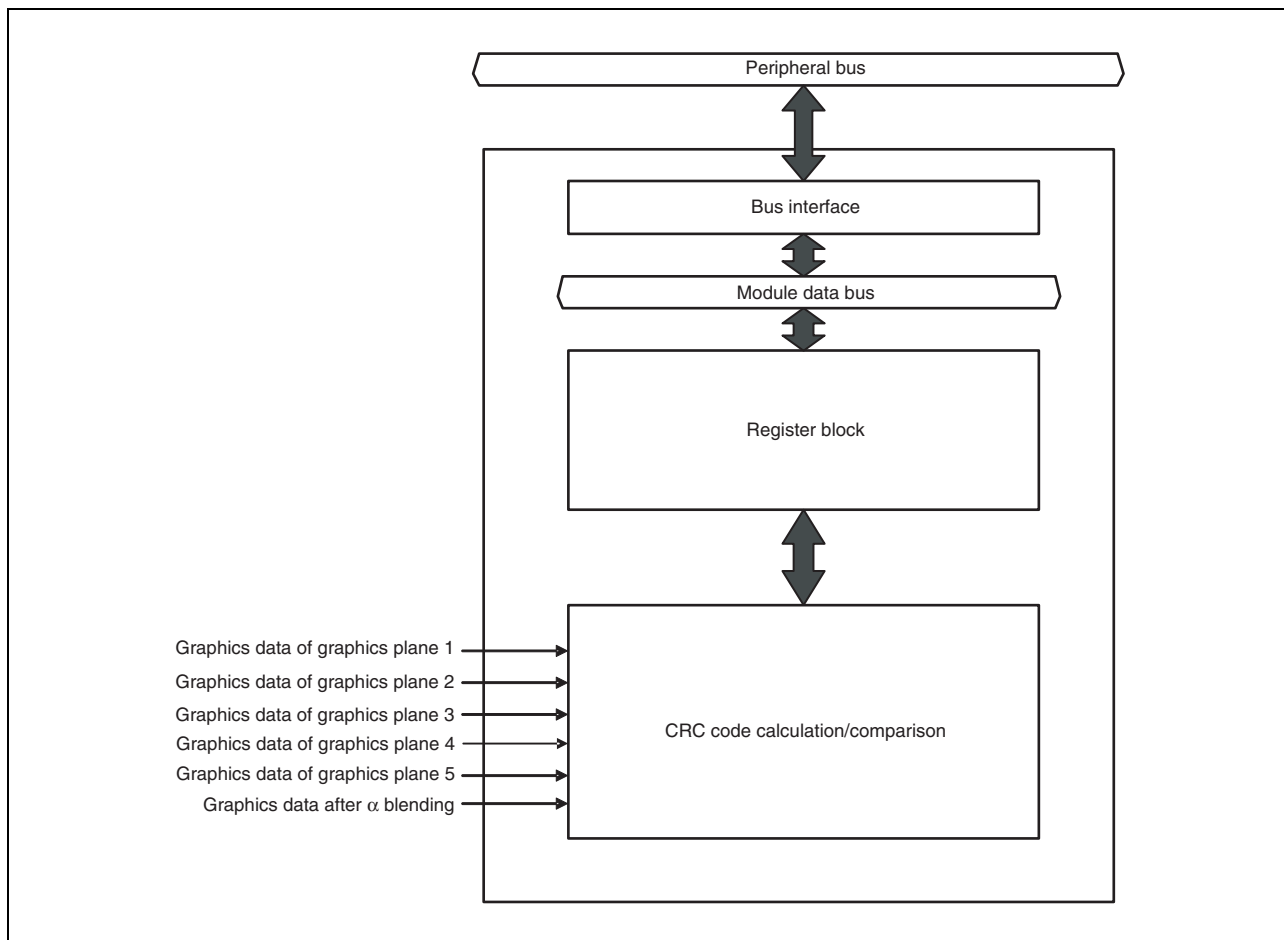 Peripheral bus
Bus interface
Module data bus
Register block
Graphics data of graphics plane 1
Graphics data of graphics plane 2
Graphics data of graphics plane 3
Graphics data of graphics plane 4
Graphics data of graphics plane 5
Graphics data after α blending
CRC code calculation/comparison